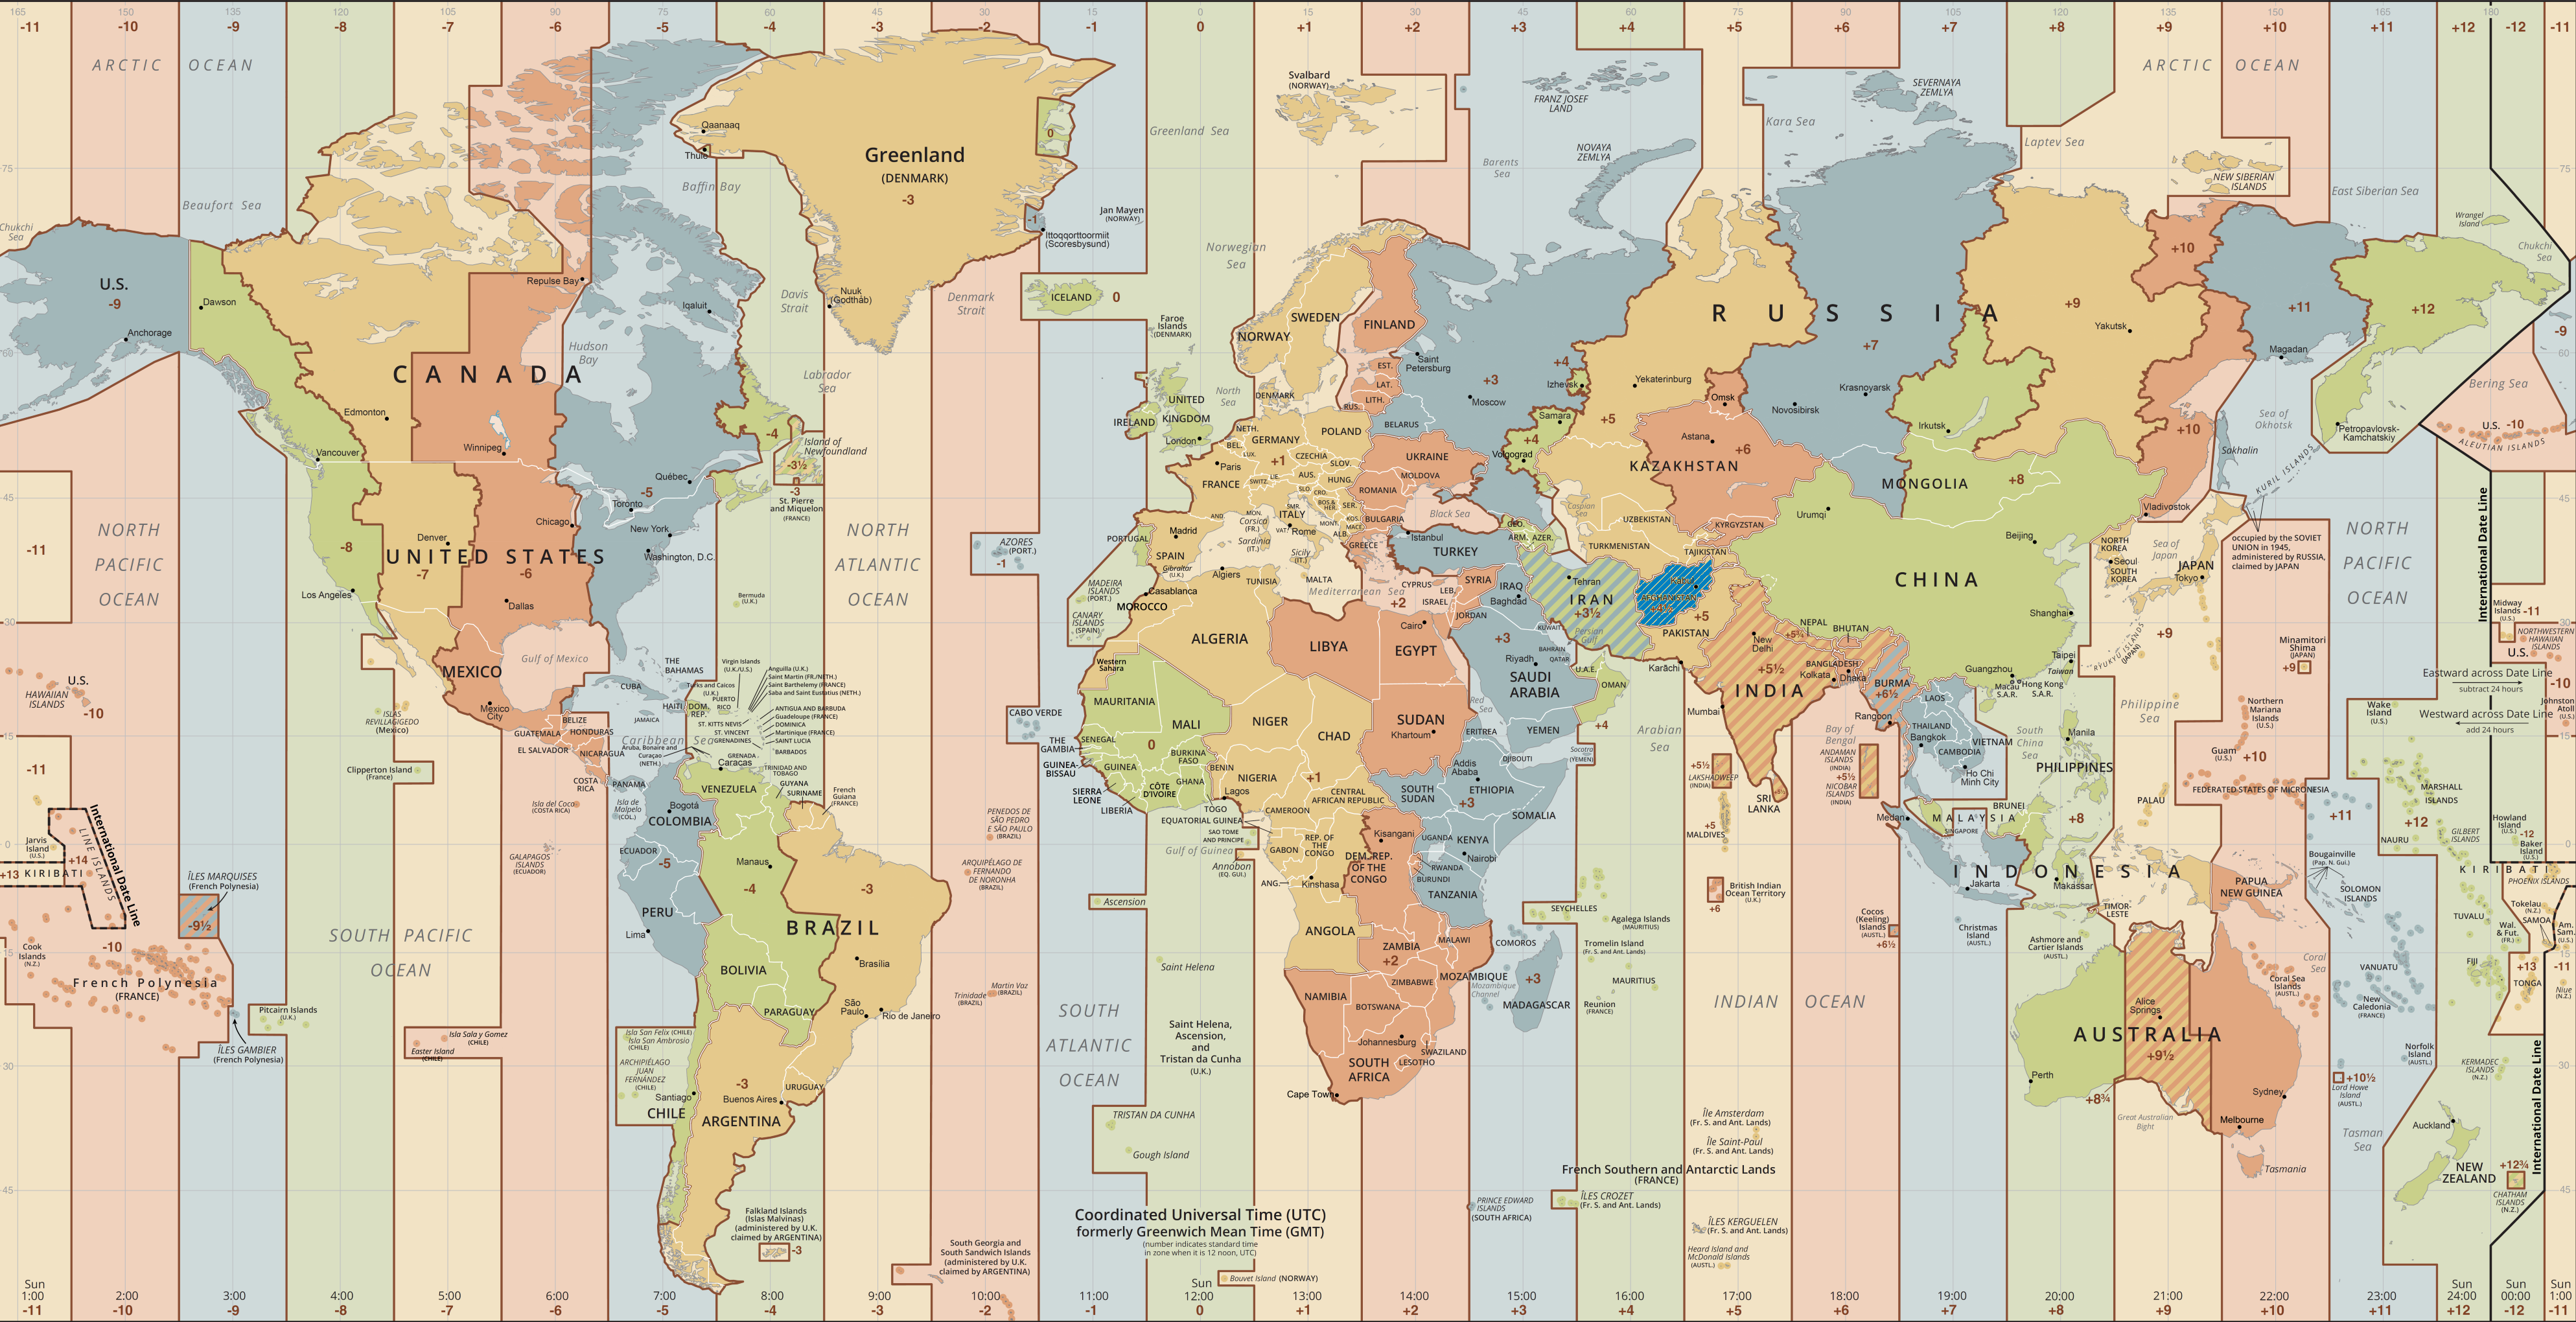 165 150 135 120 105 90 75 60 45 30 15 0 15 30 45 60 75 90 105 120 135 150 165 180
-11 -10 -9 -8 -7 -6 -5 -4 -3 -2 -1 0 +1 +2 +3 +4 +5 +6 +7 +8 +9 +10 +11 +12 -12 -11
ARCTIC OCEAN
ARCTIC OCEAN
Chukchi
Sea
Beaufort Sea
Baffin Bay
Qaanaaq
Thule
Greenland
(DENMARK)
-3
0
-1
Ittoqqortoormiit
(Scoresbysund)
Nuuk
(Godthåb)
Davis
Strait
Denmark
Strait
Labrador
Sea
Greenland Sea
Jan Mayen
(NORWAY)
Norwegian
Sea
ICELAND 0
Faroe
Islands
(DENMARK)
Svalbard
(NORWAY)
Barents
Sea
FRANZ JOSEF
LAND
NOVAYA
ZEMLYA
Kara Sea
SEVERNAYA
ZEMLYA
Laptev Sea
NEW SIBERIAN
ISLANDS
East Siberian Sea
Wrangel
Island
Chukchi
Sea
U.S.
-9
Anchorage
Dawson
CANADA
Repulse Bay
Iqaluit
Hudson
Bay
Edmonton
Winnipeg
Vancouver
Québec
Toronto
-5
-4
-3½
Island of
Newfoundland
-3
St. Pierre
and Miquelon
(FRANCE)
UNITED STATES
-8
-7
-6
Denver
Chicago
New York
Washington, D.C.
Los Angeles
Dallas
Bermuda
(U.K.)
NORTH
PACIFIC
OCEAN
-11
NORTH
ATLANTIC
OCEAN
AZORES
(PORT.)
-1
MADEIRA
ISLANDS
(PORT.)
CANARY
ISLANDS
(SPAIN)
U.S.
HAWAIIAN
ISLANDS
-10
MEXICO
Mexico
City
Gulf of Mexico
ISLAS
REVILLAGIGEDO
(Mexico)
THE
BAHAMAS
CUBA
JAMAICA
HAITI
DOM.
REP.
PUERTO
RICO
Turks and Caicos
(U.K.)
Virgin Islands
(U.K./U.S.)
Anguilla (U.K.)
Saint Martin (FR./NETH.)
Saint Barthelemy (FRANCE)
Saba and Saint Eustatius (NETH.)
ANTIGUA AND BARBUDA
Guadeloupe (FRANCE)
DOMINICA
Martinique (FRANCE)
SAINT LUCIA
BARBADOS
ST. KITTS NEVIS
ST. VINCENT
GRENADINES
GRENADA
TRINIDAD AND
TOBAGO
Caribbean Sea
Aruba, Bonaire and
Curaçao
(NETH.)
BELIZE
GUATEMALA
HONDURAS
EL SALVADOR
NICARAGUA
COSTA
RICA
PANAMA
Clipperton Island
(France)
Isla del Coco
(COSTA RICA)
Isla de
Malpelo
(COL.)
-11
GALAPAGOS
ISLANDS
(ECUADOR)
Caracas
VENEZUELA
GUYANA
SURINAME
French
Guiana
(FRANCE)
Bogotá
COLOMBIA
ECUADOR
-5
PERU
Lima
Manaus
-4
-3
BRAZIL
Brasília
São
Paulo
Rio de Janeiro
BOLIVIA
PARAGUAY
URUGUAY
-3
ARGENTINA
Buenos Aires
Santiago
CHILE
Isla San Felix (CHILE)
Isla San Ambrosio
(CHILE)
ARCHIPIÉLAGO
JUAN
FERNÁNDEZ
(CHILE)
Isla Sala y Gomez
(CHILE)
Easter Island
(CHILE)
SOUTH PACIFIC
OCEAN
Jarvis
Island
(U.S.)
International Date Line
LINE ISLANDS
+14
+13 KIRIBATI
ÎLES MARQUISES
(French Polynesia)
-9½
-10
Cook
Islands
(N.Z.)
French Polynesia
(FRANCE)
ÎLES GAMBIER
(French Polynesia)
Pitcairn Islands
(U.K.)
Falkland Islands
(Islas Malvinas)
(administered by U.K.
claimed by ARGENTINA)
-3
South Georgia and
South Sandwich Islands
(administered by U.K.
claimed by ARGENTINA)
PENEDOS DE
SÃO PEDRO
E SÃO PAULO
(BRAZIL)
ARQUIPÉLAGO DE
FERNANDO
DE NORONHA
(BRAZIL)
Trinidade
(BRAZIL)
Martin Vaz
(BRAZIL)
CABO VERDE
SOUTH
ATLANTIC
OCEAN
Ascension
Saint Helena
Saint Helena,
Ascension,
and
Tristan da Cunha
(U.K.)
TRISTAN DA CUNHA
Gough Island
Bouvet Island (NORWAY)
Coordinated Universal Time (UTC)
formerly Greenwich Mean Time (GMT)
(number indicates standard time
in zone when it is 12 noon, UTC)
IRELAND
UNITED
KINGDOM
London
North
Sea
NORWAY
SWEDEN
FINLAND
EST.
LAT.
LITH.
RUS.
DENMARK
NETH.
BEL.
LUX.
GERMANY
POLAND
BELARUS
UKRAINE
MOLDOVA
CZECHIA
SLOV.
AUS.
HUNG.
SWITZ.
LIE.
Paris
FRANCE
+1
SLO.
CRO.
BOS.&
HER.
SER.
MONT.
KOS.
MACE.
ALB.
ROMANIA
BULGARIA
GREECE
ITALY
SMR.
VAT.
Rome
MON.
AND.
Corsica
(FR.)
Sardinia
(IT.)
Sicily
(IT.)
MALTA
PORTUGAL
Madrid
SPAIN
Gibraltar
(U.K.)
Black Sea
Istanbul
TURKEY
Mediterranean Sea
CYPRUS
SYRIA
LEB.
ISRAEL
JORDAN
IRAQ
Baghdad
KUWAIT
+2
Cairo
Casablanca
MOROCCO
Western
Sahara
Algiers
TUNISIA
ALGERIA
LIBYA
EGYPT
MAURITANIA
MALI
0
NIGER
CHAD
SUDAN
Khartoum
ERITREA
SENEGAL
THE
GAMBIA
GUINEA-
BISSAU
GUINEA
SIERRA
LEONE
LIBERIA
CÔTE
D'IVOIRE
BURKINA
FASO
GHANA
TOGO
BENIN
NIGERIA
Lagos
+1
CAMEROON
CENTRAL
AFRICAN REPUBLIC
SOUTH
SUDAN
Addis
Ababa
ETHIOPIA
+3
DJIBOUTI
SOMALIA
EQUATORIAL GUINEA
SAO TOME
AND PRINCIPE
Gulf of Guinea
Annobón
(EQ. GUI.)
GABON
REP. OF
THE
CONGO
Kisangani
DEM. REP.
OF THE
CONGO
Kinshasa
ANG.
UGANDA
KENYA
Nairobi
RWANDA
BURUNDI
TANZANIA
ANGOLA
ZAMBIA
+2
MALAWI
MOZAMBIQUE
Mozambique
Channel
ZIMBABWE
NAMIBIA
BOTSWANA
Johannesburg
SWAZILAND
LESOTHO
SOUTH
AFRICA
Cape Town
COMOROS
+3
MADAGASCAR
SEYCHELLES
Agalega Islands
(MAURITIUS)
Tromelin Island
(Fr. S. and Ant. Lands)
MAURITIUS
Reunion
(FRANCE)
RUSSIA
Saint
Petersburg
+3
Moscow
+4
Izhevsk
Samara
+4
Volgograd
Yekaterinburg
+5
Omsk
Novosibirsk
+7
Krasnoyarsk
Irkutsk
+9
Yakutsk
+10
+11
Magadan
+12
+10
Petropavlovsk-
Kamchatskiy
Sea of
Okhotsk
Sakhalin
KURIL ISLANDS
Vladivostok
Bering Sea
-9
U.S. -10
ALEUTIAN ISLANDS
Astana
+6
KAZAKHSTAN
Caspian
Sea
GEO.
ARM.
AZER.
UZBEKISTAN
TURKMENISTAN
KYRGYZSTAN
TAJIKISTAN
Tehran
IRAN
+3½
Persian
Gulf
Kabul
AFGHANISTAN
+4½
+5
PAKISTAN
Karāchi
+3
Riyadh
SAUDI
ARABIA
BAHRAIN
QATAR
U.A.E.
OMAN
+4
YEMEN
Red
Sea
Socotra
(YEMEN)
Arabian
Sea
MONGOLIA
+8
Urumqi
CHINA
Beijing
Shanghai
Guangzhou
Macau
S.A.R.
Hong Kong
S.A.R.
Taipei
Taiwan
New
Delhi
NEPAL
+5¾
BHUTAN
BANGLADESH
Dhaka
Kolkata
+5½
INDIA
Mumbai
BURMA
+6½
Rangoon
Bay of
Bengal
ANDAMAN
ISLANDS
(INDIA)
+5½
NICOBAR
ISLANDS
(INDIA)
+5½
LAKSHADWEEP
(INDIA)
SRI
LANKA
+5
MALDIVES
British Indian
Ocean Territory
(U.K.)
+6
LAOS
THAILAND
Bangkok
VIETNAM
CAMBODIA
Ho Chi
Minh City
South
China
Sea
Manila
PHILIPPINES
+8
BRUNEI
MALAYSIA
SINGAPORE
Medan
INDONESIA
Jakarta
Makassar
TIMOR-
LESTE
PALAU
NORTH
KOREA
Seoul
SOUTH
KOREA
Sea of
Japan
JAPAN
Tokyo
+9
RYUKYU ISLANDS
(JAPAN)
Philippine
Sea
occupied by the SOVIET
UNION in 1945,
administered by RUSSIA,
claimed by JAPAN
Minamitori
Shima
(JAPAN)
+9
Northern
Mariana
Islands
(U.S.)
Guam
(U.S.)
+10
FEDERATED STATES OF MICRONESIA
NORTH
PACIFIC
OCEAN
International Date Line
Midway
Islands
(U.S.)
-11
NORTHWESTERN
HAWAIIAN
ISLANDS
U.S.
-10
Eastward across Date Line
subtract 24 hours
Westward across Date Line
add 24 hours
Johnston
Atoll
(U.S.)
Wake
Island
(U.S.)
MARSHALL
ISLANDS
+11
+12
NAURU
GILBERT
ISLANDS
Howland
Island
(U.S.)
-12
Baker
Island
(U.S.)
KIRIBATI
PHOENIX ISLANDS
Bougainville
(Pap. N. Gui.)
PAPUA
NEW GUINEA
SOLOMON
ISLANDS
TUVALU
Tokelau
(N.Z.)
SAMOA
Am.
Sam.
(U.S.)
Wal.
& Fut.
(FR.)
FIJI
+13
TONGA
-11
Niue
(N.Z.)
VANUATU
New
Caledonia
(FRANCE)
Coral
Sea
Coral Sea
Islands
(AUSTL.)
Cocos
(Keeling)
Islands
(AUSTL.)
+6½
Christmas
Island
(AUSTL.)
Ashmore and
Cartier Islands
(AUSTL.)
INDIAN OCEAN
Alice
Springs
AUSTRALIA
+9½
Perth
+8¾
Great Australian
Bight
Sydney
Melbourne
Tasmania
Norfolk
Island
(AUSTL.)
+10½
Lord Howe
Island
(AUSTL.)
Tasman
Sea
KERMADEC
ISLANDS
(N.Z.)
Auckland
NEW
ZEALAND
+12¾
CHATHAM
ISLANDS
(N.Z.)
International Date Line
Île Amsterdam
(Fr. S. and Ant. Lands)
Île Saint-Paul
(Fr. S. and Ant. Lands)
French Southern and Antarctic Lands
(FRANCE)
PRINCE EDWARD
ISLANDS
(SOUTH AFRICA)
ÎLES CROZET
(Fr. S. and Ant. Lands)
ÎLES KERGUELEN
(Fr. S. and Ant. Lands)
Heard Island and
McDonald Islands
(AUSTL.)
75
60
45
30
15
0
15
30
45
Sun Sun Sun Sun Sun
1:00 2:00 3:00 4:00 5:00 6:00 7:00 8:00 9:00 10:00 11:00 12:00 13:00 14:00 15:00 16:00 17:00 18:00 19:00 20:00 21:00 22:00 23:00 24:00 00:00 1:00
-11 -10 -9 -8 -7 -6 -5 -4 -3 -2 -1 0 +1 +2 +3 +4 +5 +6 +7 +8 +9 +10 +11 +12 -12 -11